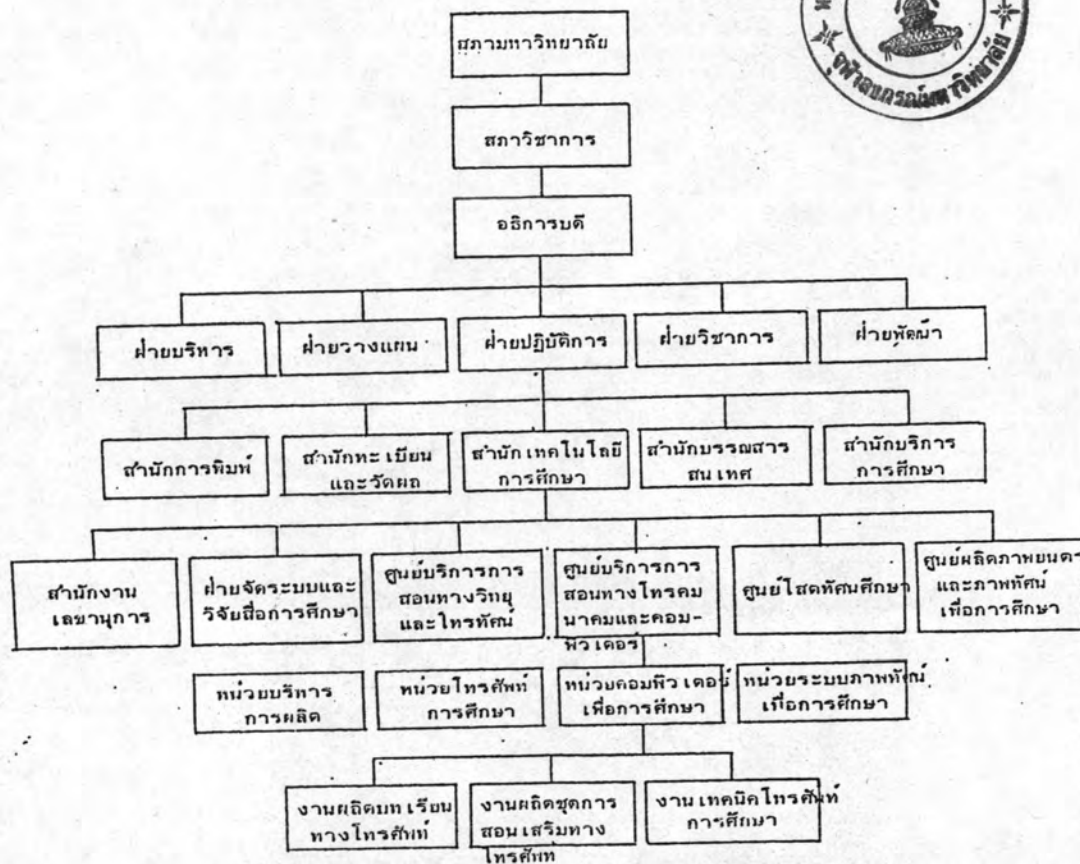 สภามหาวิทยาลัย
จุฬาลงกรณ์มหาวิทยาลัย
สภาวิชาการ
อธิการบดี
ฝ่ายบริหาร
ฝ่ายวางแผน
ฝ่ายปฏิบัติการ
ฝ่ายวิชาการ
ฝ่ายพัฒนา
สำนักการพิมพ์
สำนักทะเบียน
และวัดผล
สำนักเทคโนโลยี
การศึกษา
สำนักบรรณสาร
สนเทศ
สำนักบริการ
การศึกษา
สำนักงาน
เลขานุการ
ฝ่ายจัดระบบและ
วิจัยสื่อการศึกษา
ศูนย์บริการการ
สอนทางวิทยุ
และโทรทัศน์
ศูนย์บริการการ
สอนทางโทรคม
นาคมและคอม-
พิวเตอร์
ศูนย์โสตทัศนศึกษา
ศูนย์ผลิตภาพยนตร์
และภาพทัศน์
เพื่อการศึกษา
หน่วยบริหาร
การผลิต
หน่วยโทรศัพท์
การศึกษา
หน่วยคอมพิวเตอร์
เพื่อการศึกษา
หน่วยระบบภาพทัศน์
เพื่อการศึกษา
งานผลิตบทเรียน
ทางโทรศัพท์
งานผลิตชุดการ
สอนเสริมทาง
โทรศัพท์
งานเทคนิคโทรศัพท์
การศึกษา